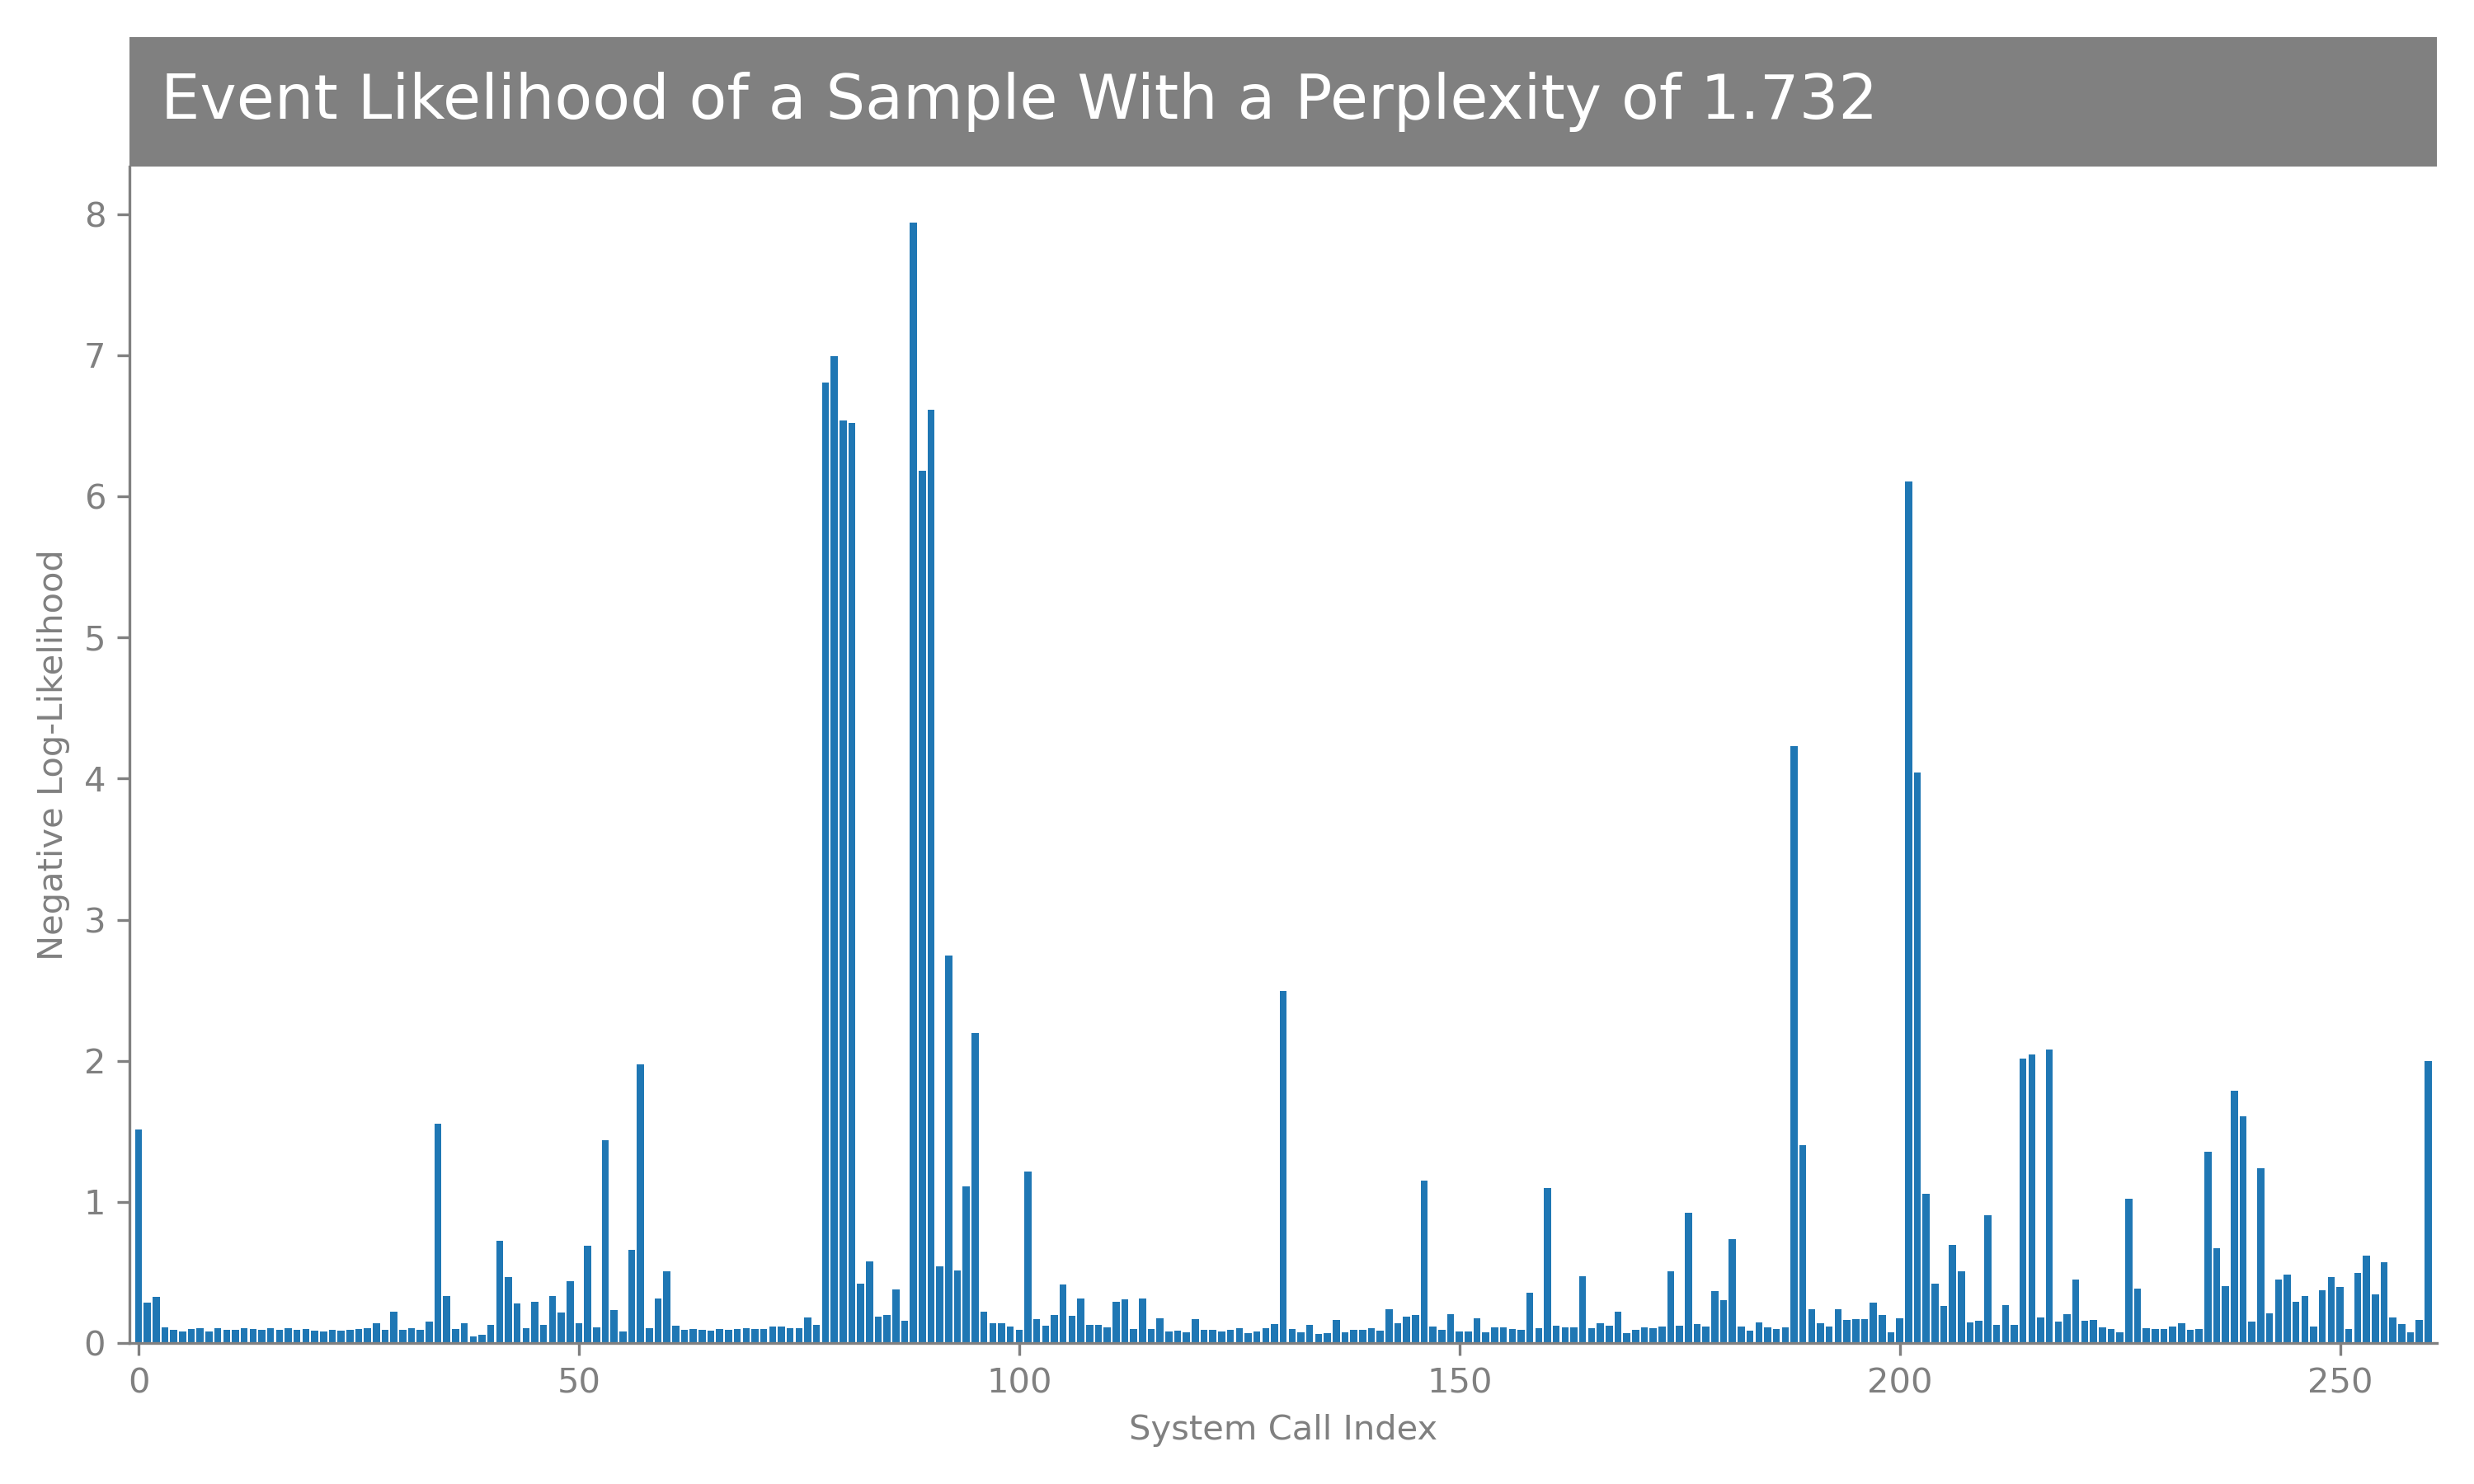 Event Likelihood of a Sample With a Perplexity of 1.732
8
7
6
5
4
3
2
1
0
Negative Log-Likelihood
0 50 100 150 200 250
System Call Index